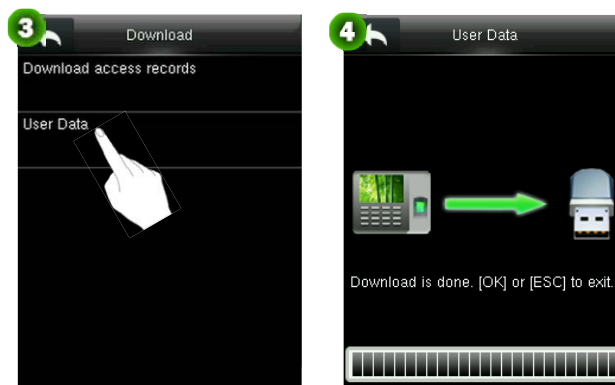 3
Download
Download access records
User Data
4
User Data
Download is done. [OK] or [ESC] to exit.